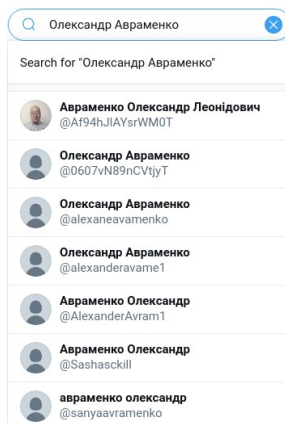 Олександр Авраменко
Search for "Олександр Авраменко"
Авраменко Олександр Леонідович
@Af94hJIAYsrWM0T
Олександр Авраменко
@0607vN89nCVtjyT
Олександр Авраменко
@alexaneavamenko
Олександр Авраменко
@alexanderavame1
Авраменко Олександр
@AlexanderAvram1
Авраменко Олександр
@Sashasckill
авраменко олександр
@sanyaavramenko